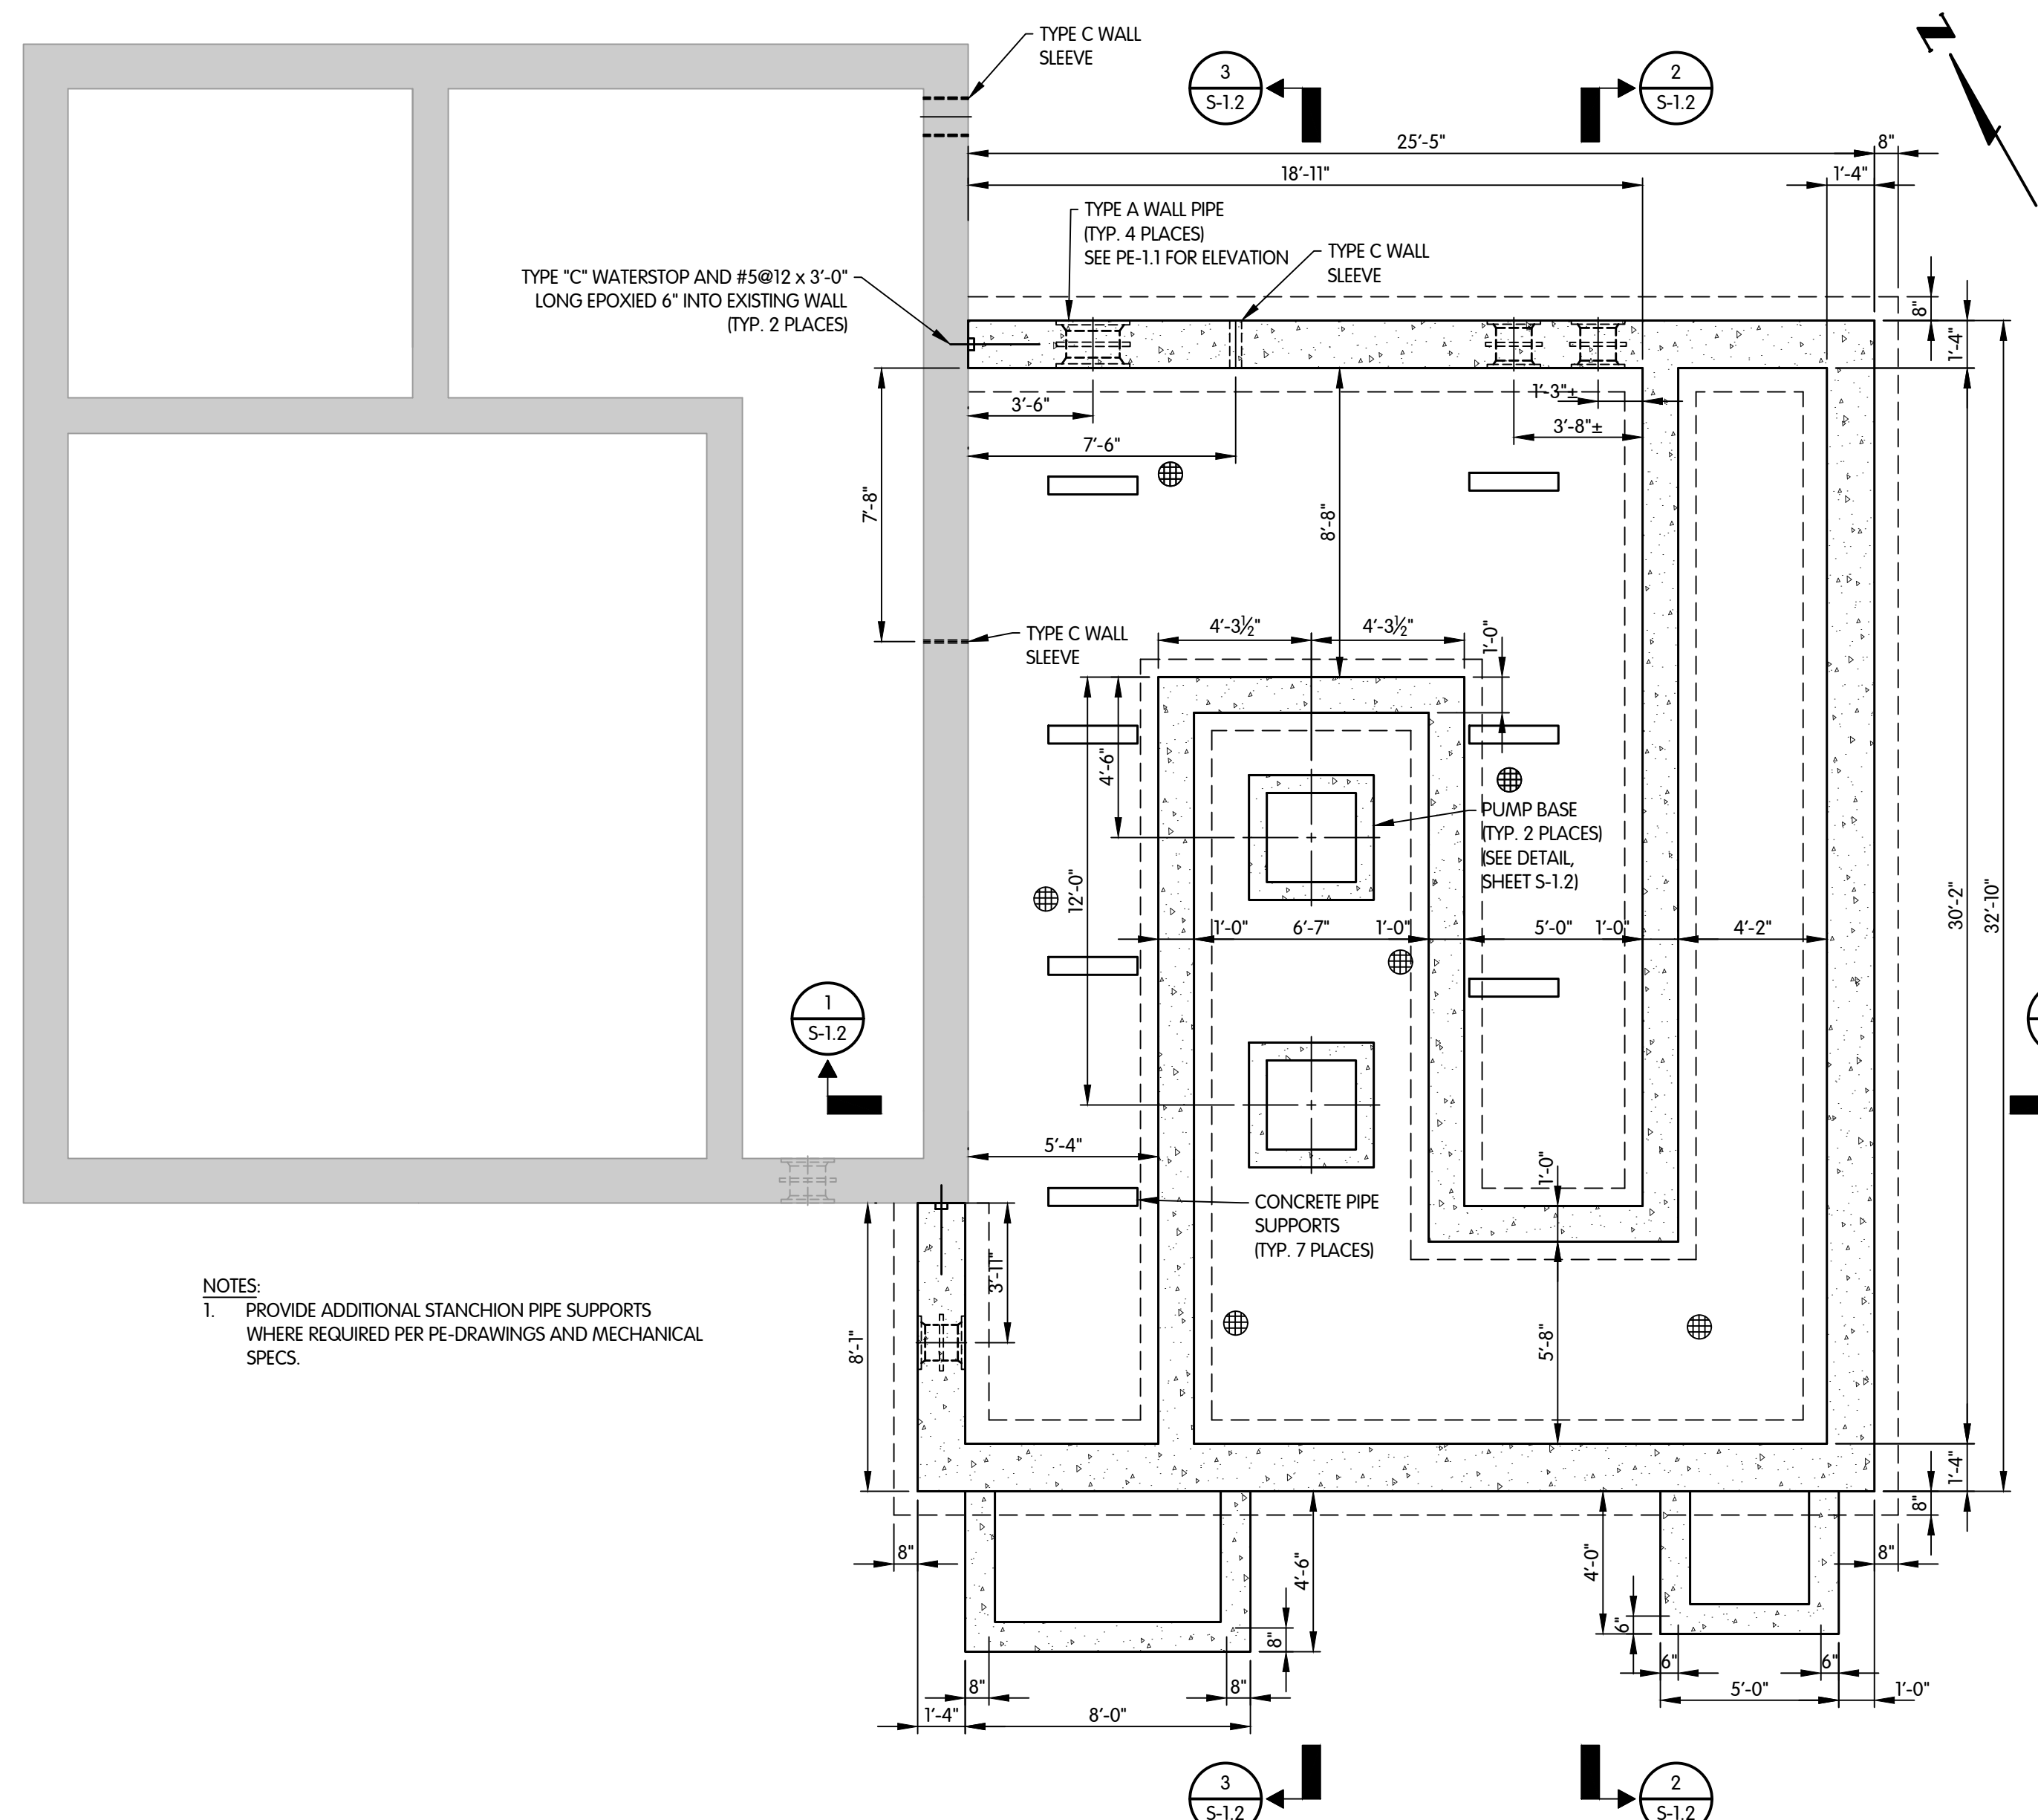 TYPE C WALL
SLEEVE
N
3
S-1.2
2
S-1.2
25'-5"
8"
18'-11"
1'-4"
TYPE A WALL PIPE
(TYP. 4 PLACES)
SEE PE-1.1 FOR ELEVATION
TYPE C WALL
SLEEVE
TYPE "C" WATERSTOP AND #5@12 x 3'-0"
LONG EPOXIED 6" INTO EXISTING WALL
(TYP. 2 PLACES)
8"
1'-4"
3'-6"
1'-3"±
3'-8"±
7'-6"
7'-8"
8'-8"
4'-3½"
4'-3½"
1'-0"
TYPE C WALL
SLEEVE
4'-6"
PUMP BASE
(TYP. 2 PLACES)
(SEE DETAIL,
SHEET S-1.2)
12'-0"
30'-2"
32'-10"
1'-0"
6'-7"
1'-0"
5'-0"
1'-0"
4'-2"
1
S-1.2
5'-4"
1'-0"
CONCRETE PIPE
SUPPORTS
(TYP. 7 PLACES)
3'-11"
8'-1"
5'-8"
NOTES:
1. PROVIDE ADDITIONAL STANCHION PIPE SUPPORTS
WHERE REQUIRED PER PE-DRAWINGS AND MECHANICAL
SPECS.
1'-4"
8"
8"
4'-6"
4'-0"
8"
8"
6"
8"
8"
6"
6"
1'-4"
8'-0"
5'-0"
1'-0"
3
S-1.2
2
S-1.2